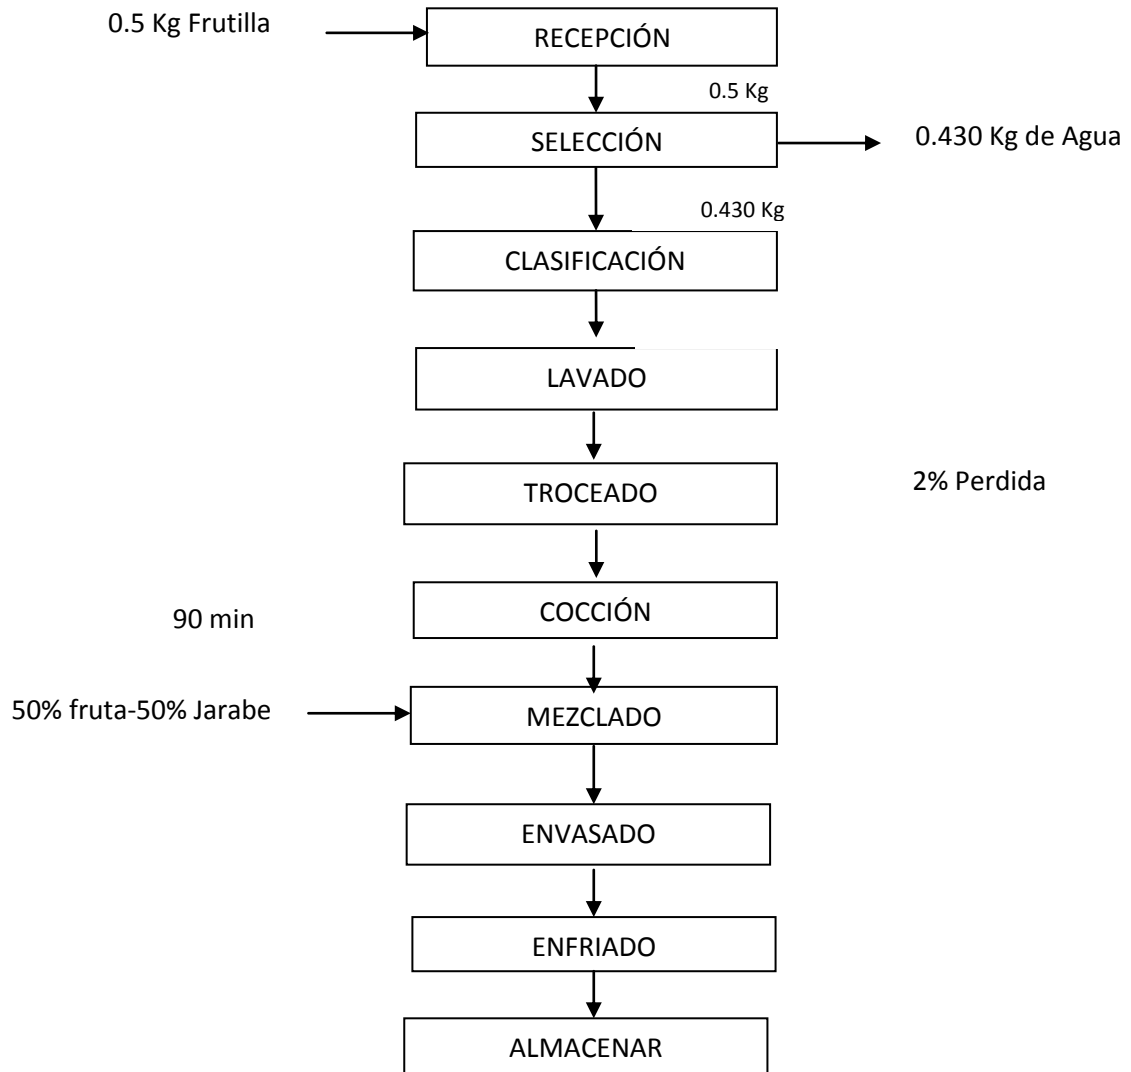 0.5 Kg Frutilla
RECEPCIÓN
0.5 Kg
SELECCIÓN
0.430 Kg de Agua
0.430 Kg
CLASIFICACIÓN
LAVADO
TROCEADO
2% Perdida
COCCIÓN
90 min
50% fruta-50% Jarabe
MEZCLADO
ENVASADO
ENFRIADO
ALMACENAR